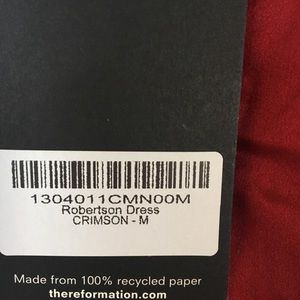 1304011CMN00M
Robertson Dress
CRIMSON - M
Made from 100% recycled paper
thereformation.com